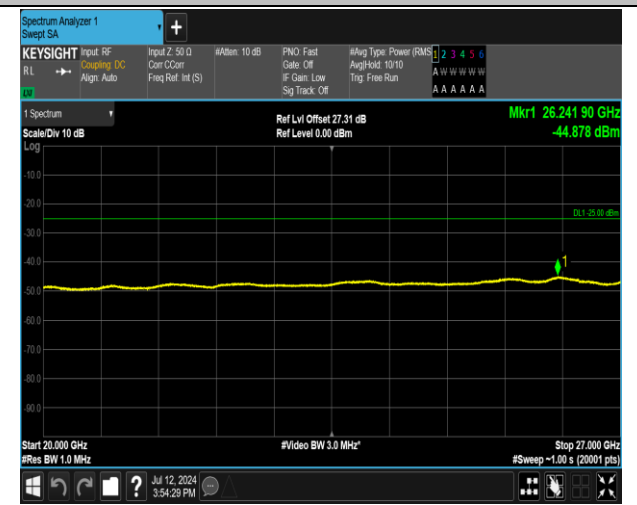 Spectrum Analyzer 1
Swept SA
+
KEYSIGHT
RL
Input: RF
Coupling: DC
Align: Auto
Input Z: 50 Ω
Corr CCorr
Freq Ref: Int (S)
#Atten: 10 dB
PNO: Fast
Gate: Off
IF Gain: Low
Sig Track: Off
#Avg Type: Power (RMS
Avg|Hold: 10/10
Trig: Free Run
1 2 3 4 5 6
A W W W W W
A A A A A A
1 Spectrum
Scale/Div 10 dB
Log
Ref Lvl Offset 27.31 dB
Ref Level 0.00 dBm
Mkr1 26.241 90 GHz
-44.878 dBm
-10.0
-20.0
DL1 -25.00 dBm
-30.0
-40.0
1
-50.0
-60.0
-70.0
-80.0
-90.0
Start 20.000 GHz
#Video BW 3.0 MHz*
Stop 27.000 GHz
#Res BW 1.0 MHz
#Sweep ~1.00 s (20001 pts)
?
Jul 12, 2024
3:54:29 PM